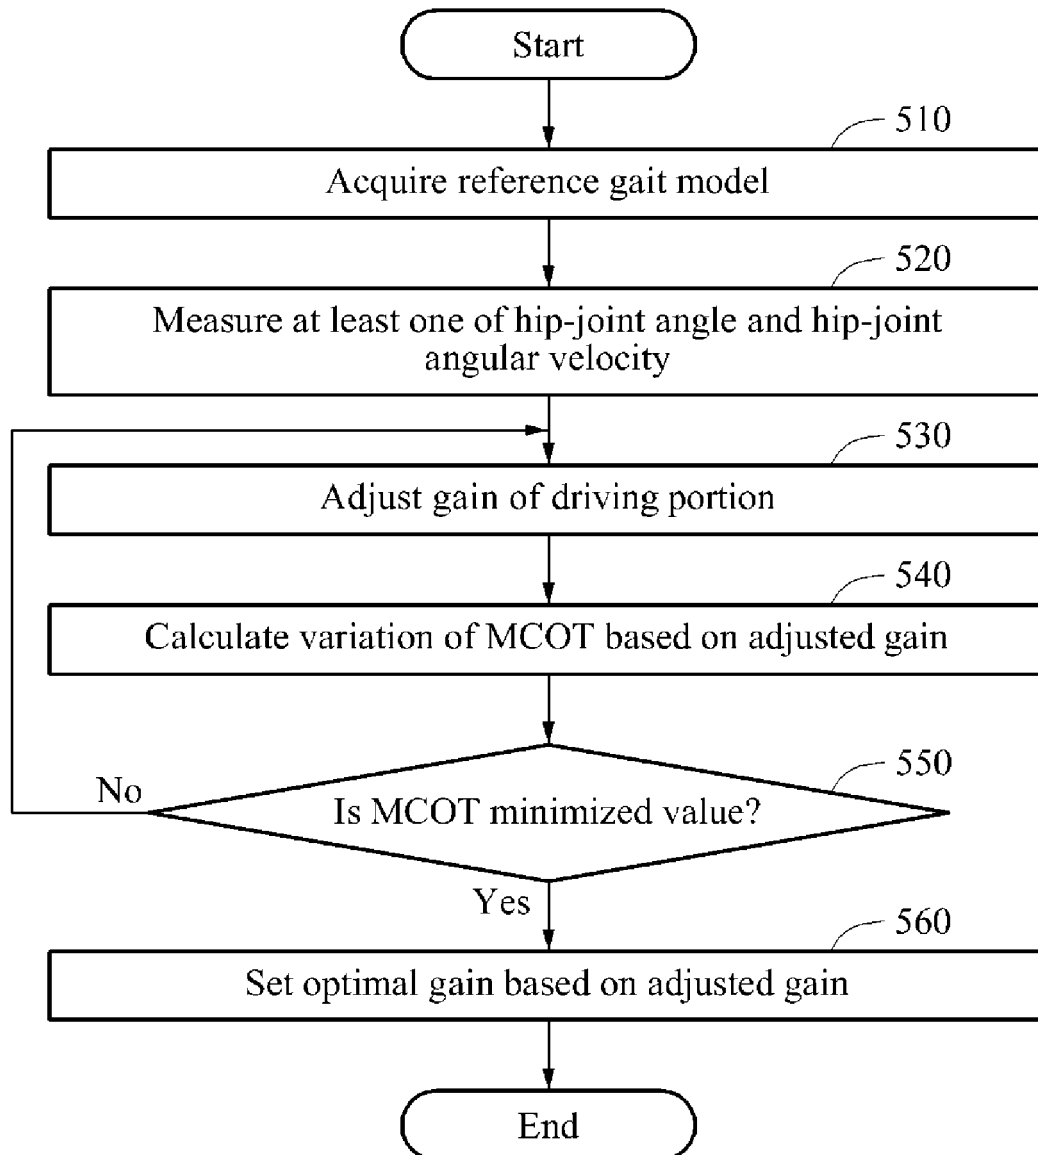 Start
510
Acquire reference gait model
520
Measure at least one of hip-joint angle and hip-joint
angular velocity
530
Adjust gain of driving portion
540
Calculate variation of MCOT based on adjusted gain
550
No
Is MCOT minimized value?
Yes
560
Set optimal gain based on adjusted gain
End